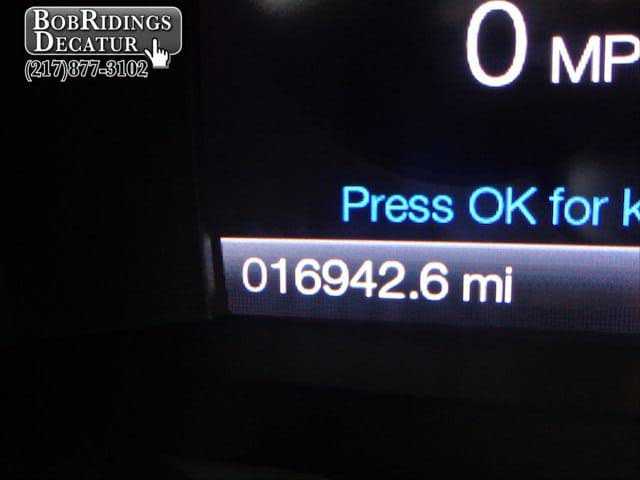 BOBRIDINGS
DECATUR
(217)877-3102
0 MP
Press OK for k
016942.6 mi